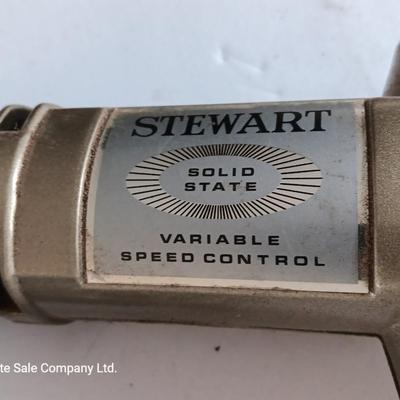 STEWART
SOLID
STATE
VARIABLE
SPEED CONTROL
te Sale Company Ltd.